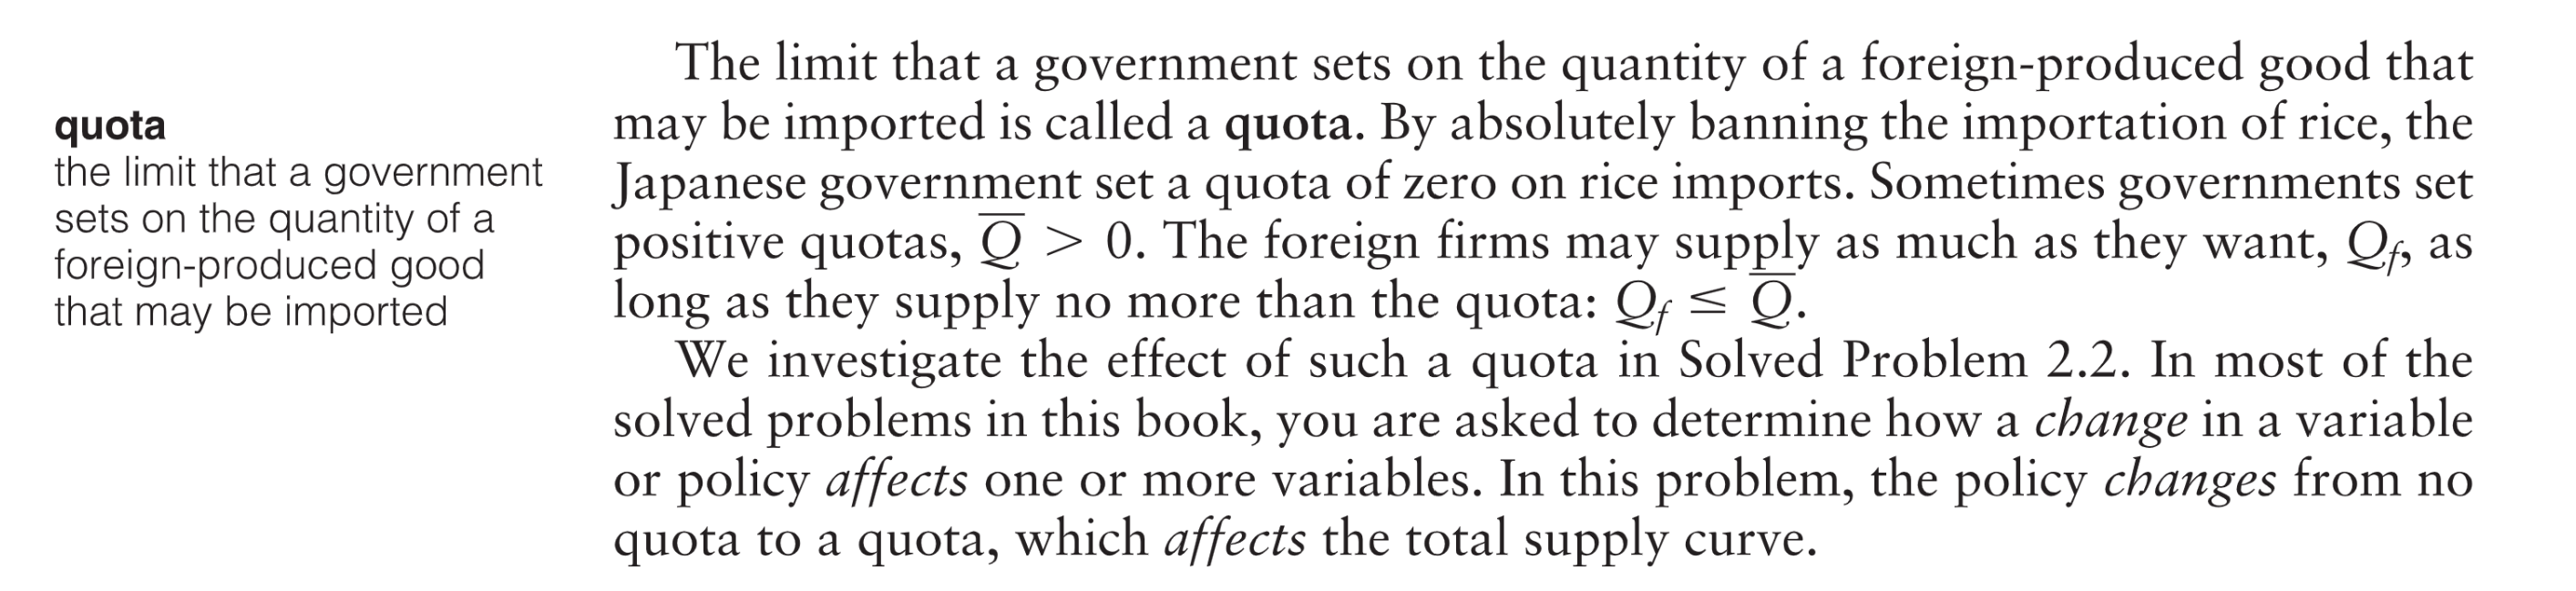 quota
the limit that a government
sets on the quantity of a
foreign-produced good
that may be imported
The limit that a government sets on the quantity of a foreign-produced good that
may be imported is called a quota. By absolutely banning the importation of rice, the
Japanese government set a quota of zero on rice imports. Sometimes governments set
positive quotas, Q̅ > 0. The foreign firms may supply as much as they want, Q_f, as
long as they supply no more than the quota: Q_f ≤ Q̅.
We investigate the effect of such a quota in Solved Problem 2.2. In most of the
solved problems in this book, you are asked to determine how a change in a variable
or policy affects one or more variables. In this problem, the policy changes from no
quota to a quota, which affects the total supply curve.